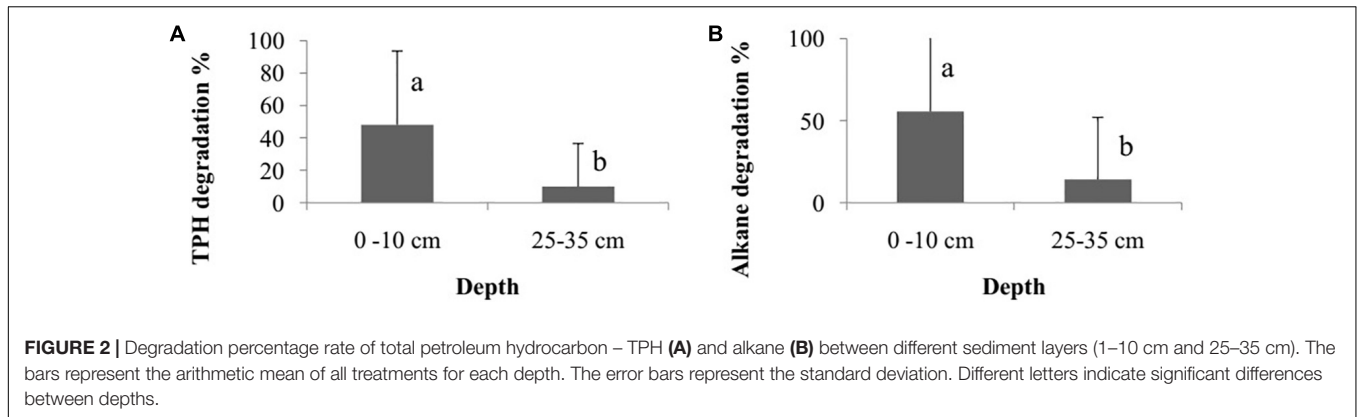 A
TPH degradation %
100
80
60
40
20
0
a
b
0 -10 cm
25-35 cm
Depth
B
Alkane degradation %
100
50
0
a
b
0 -10 cm
25-35 cm
Depth
FIGURE 2 | Degradation percentage rate of total petroleum hydrocarbon – TPH (A) and alkane (B) between different sediment layers (1–10 cm and 25–35 cm). The
bars represent the arithmetic mean of all treatments for each depth. The error bars represent the standard deviation. Different letters indicate significant differences
between depths.